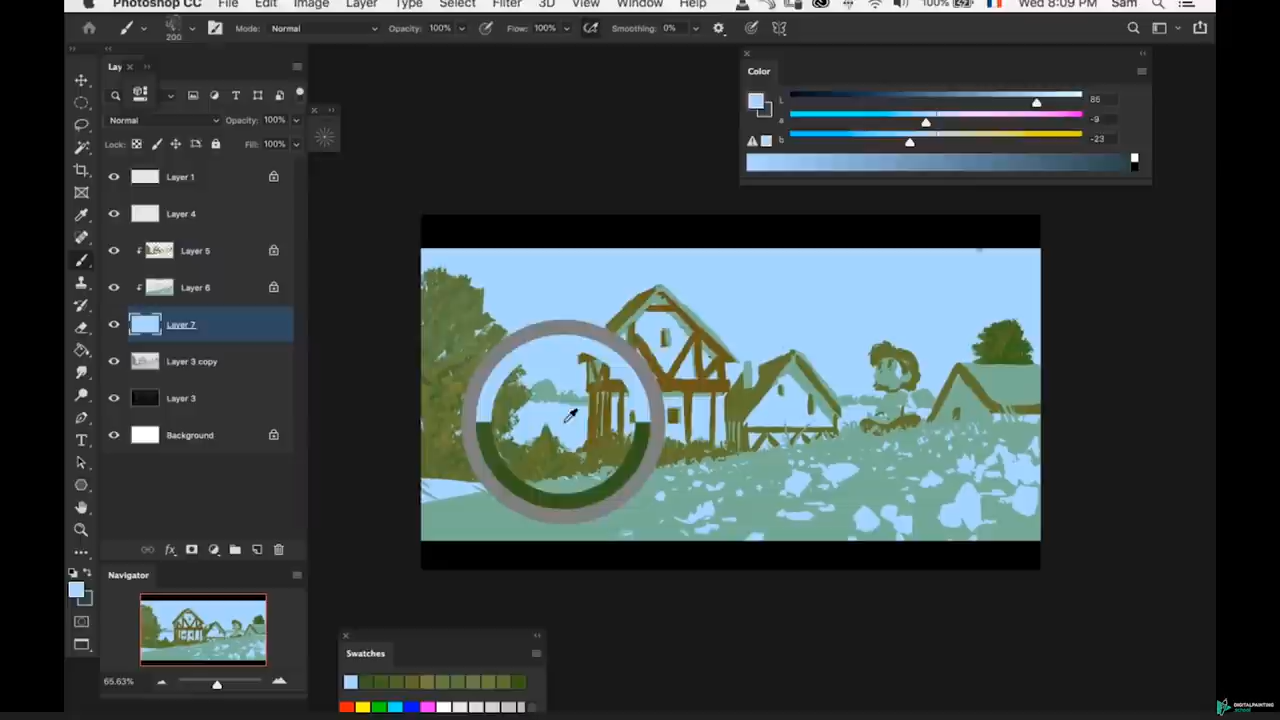 Photoshop CC File Edit Image Layer Type Select Filter 3D View Window Help 100% Wed 8:09 PM Sam
200 Mode: Normal Opacity: 100% Flow: 100% Smoothing: 0%
Lay
Color
L 86
a -9
b -23
Normal Opacity: 100%
Lock: Fill: 100%
Layer 1
Layer 4
Layer 5
Layer 6
Layer 7
Layer 3 copy
Layer 3
Background
fx
Navigator
65.63%
Swatches
DIGITALPAINTING
.school